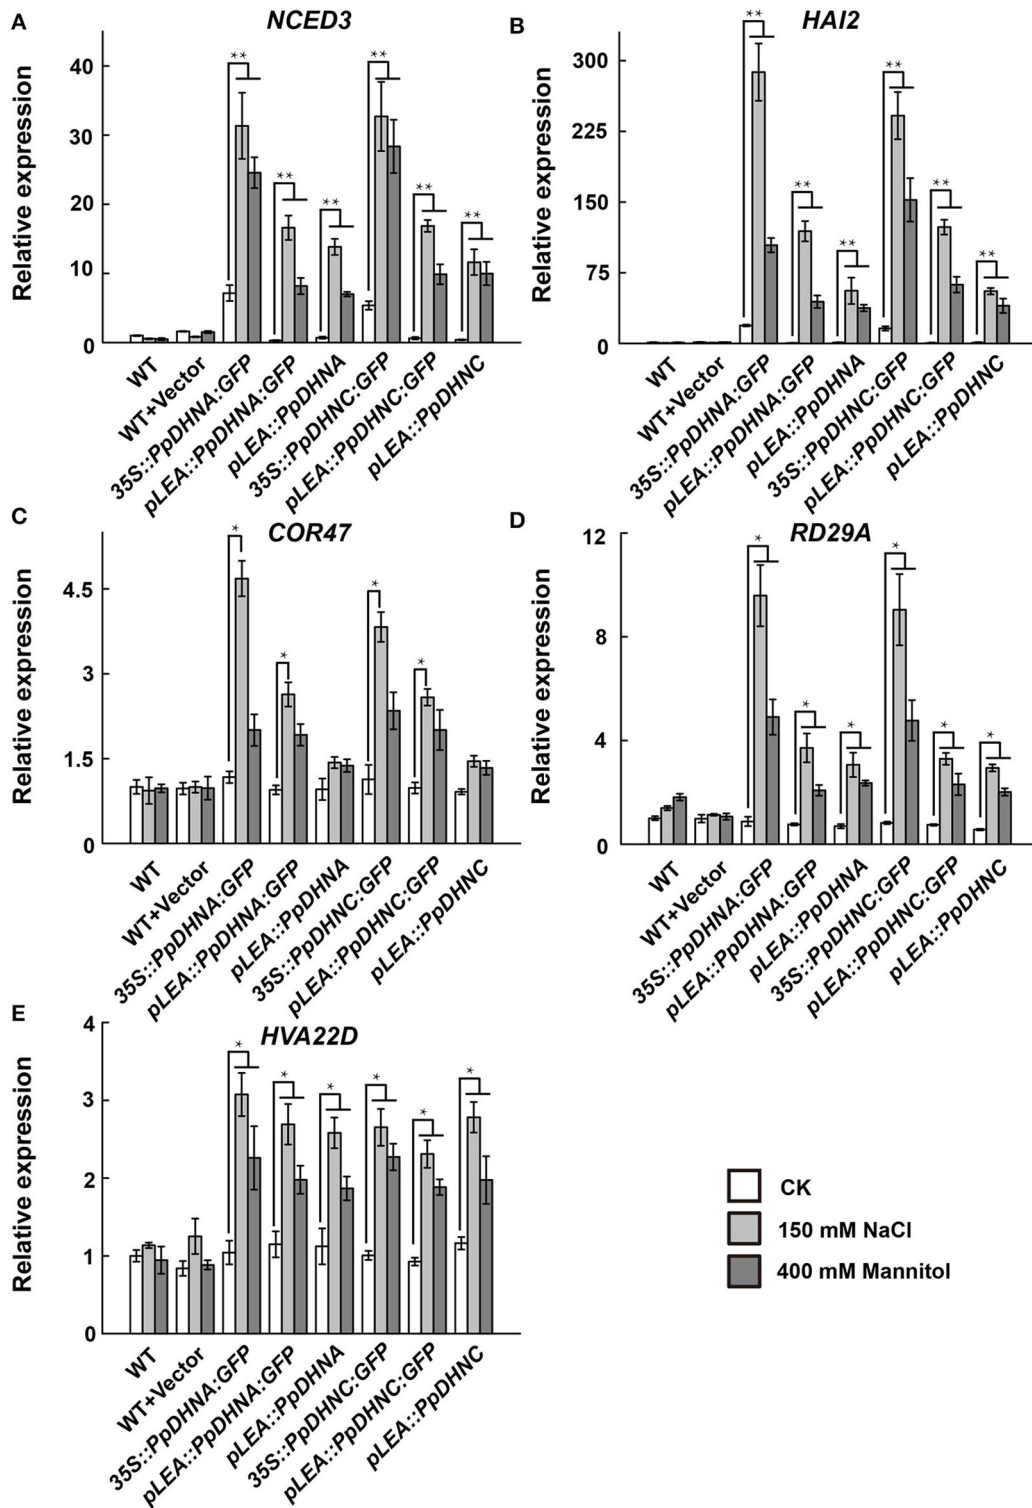 A
NCED3
Relative expression
40
30
20
10
0
**
**
**
**
**
**
WT
WT+Vector
35S::PpDHNA:GFP
pLEA::PpDHNA:GFP
pLEA::PpDHNA
35S::PpDHNC:GFP
pLEA::PpDHNC:GFP
pLEA::PpDHNC
B
HAI2
Relative expression
300
225
150
75
0
**
**
**
**
**
**
WT
WT+Vector
35S::PpDHNA:GFP
pLEA::PpDHNA:GFP
pLEA::PpDHNA
35S::PpDHNC:GFP
pLEA::PpDHNC:GFP
pLEA::PpDHNC
C
COR47
Relative expression
4.5
3
1.5
0
*
*
*
*
WT
WT+Vector
35S::PpDHNA:GFP
pLEA::PpDHNA:GFP
pLEA::PpDHNA
35S::PpDHNC:GFP
pLEA::PpDHNC:GFP
pLEA::PpDHNC
D
RD29A
Relative expression
12
8
4
0
*
*
*
*
*
*
WT
WT+Vector
35S::PpDHNA:GFP
pLEA::PpDHNA:GFP
pLEA::PpDHNA
35S::PpDHNC:GFP
pLEA::PpDHNC:GFP
pLEA::PpDHNC
E
HVA22D
Relative expression
4
3
2
1
0
*
*
*
*
*
*
WT
WT+Vector
35S::PpDHNA:GFP
pLEA::PpDHNA:GFP
pLEA::PpDHNA
35S::PpDHNC:GFP
pLEA::PpDHNC:GFP
pLEA::PpDHNC
CK
150 mM NaCl
400 mM Mannitol